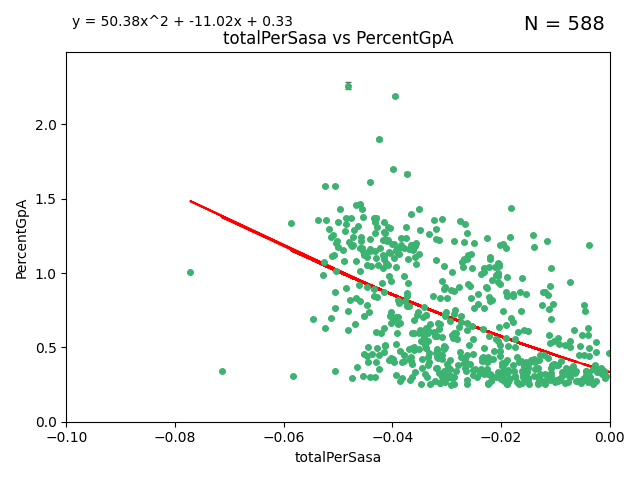 y = 50.38x^2 + -11.02x + 0.33
N = 588
totalPerSasa vs PercentGpA
PercentGpA
2.0
1.5
1.0
0.5
0.0
−0.10 −0.08 −0.06 −0.04 −0.02 0.00
totalPerSasa